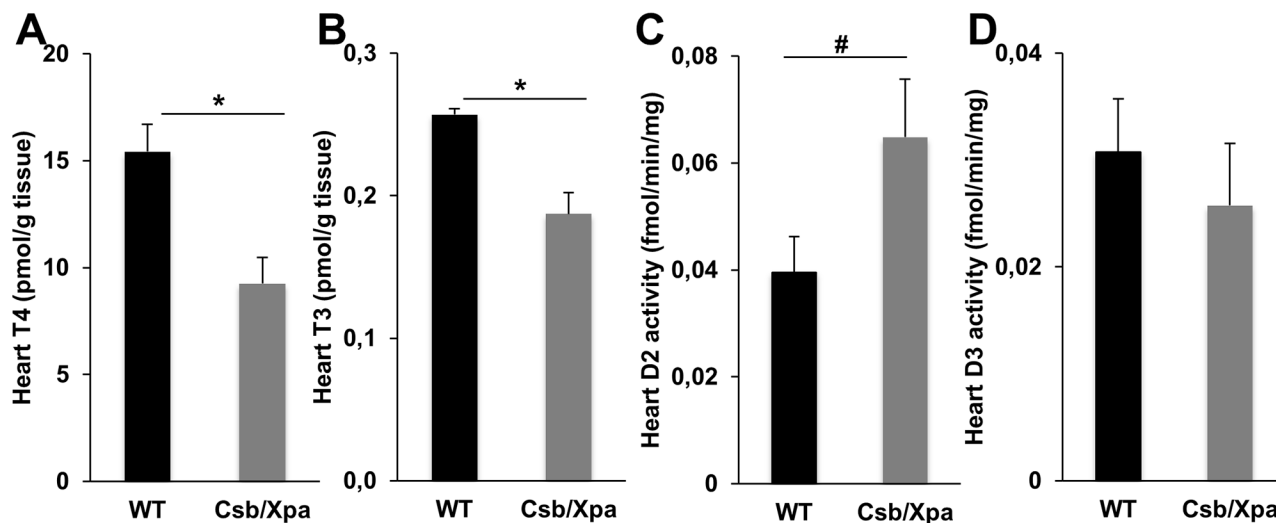 A
Heart T4 (pmol/g tissue)
20
15
10
5
0
*
WT
Csb/Xpa
B
Heart T3 (pmol/g tissue)
0,3
0,2
0,1
0,0
*
WT
Csb/Xpa
C
Heart D2 activity (fmol/min/mg)
0,08
0,06
0,04
0,02
0
#
WT
Csb/Xpa
D
Heart D3 activity (fmol/min/mg)
0,04
0,02
0
WT
Csb/Xpa